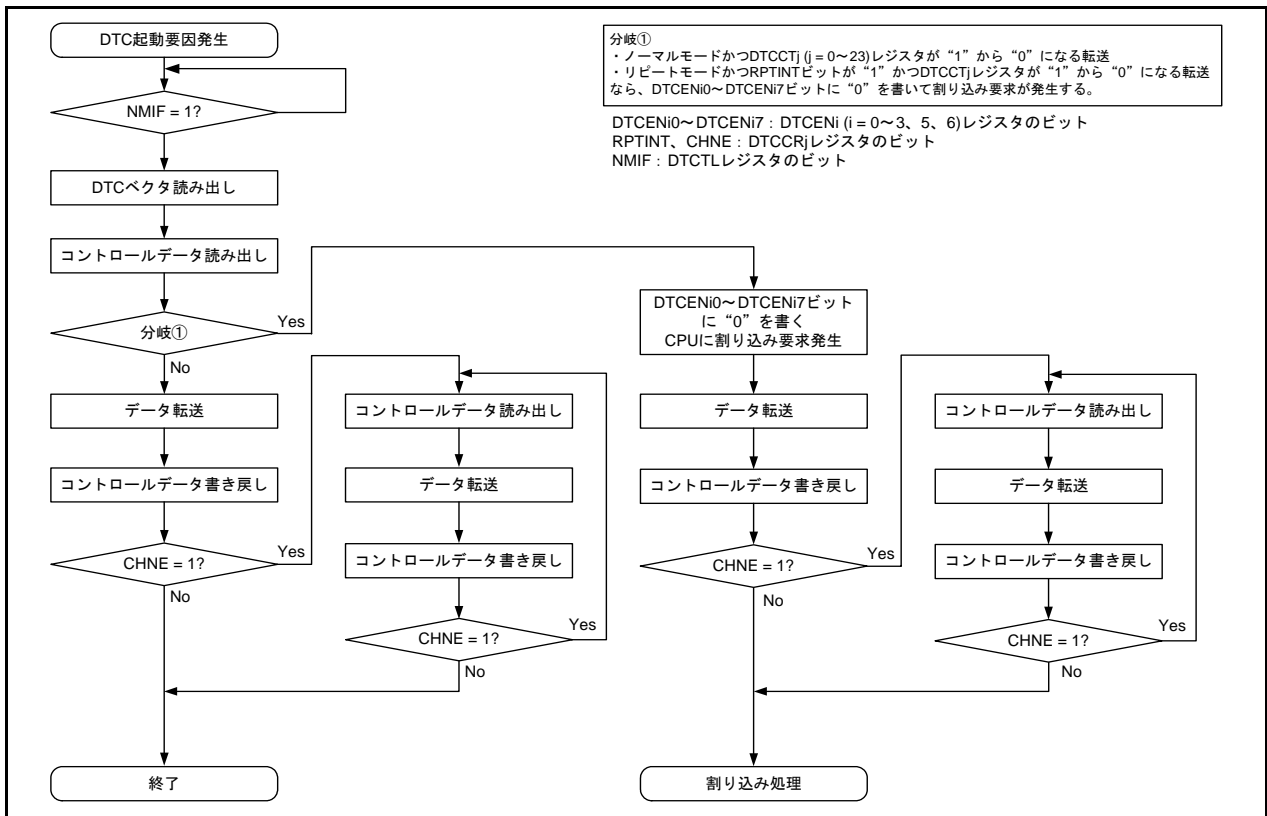 DTC起動要因発生
NMIF = 1?
DTCベクタ読み出し
コントロールデータ読み出し
分岐①
Yes
No
データ転送
コントロールデータ書き戻し
CHNE = 1?
Yes
No
終了
コントロールデータ読み出し
データ転送
コントロールデータ書き戻し
CHNE = 1?
Yes
No
分岐①
・ノーマルモードかつDTCCTj (j = 0～23)レジスタが“1”から“0”になる転送
・リピートモードかつRPTINTビットが“1”かつDTCCTjレジスタが“1”から“0”になる転送
なら、DTCENi0～DTCENi7ビットに“0”を書いて割り込み要求が発生する。
DTCENi0～DTCENi7：DTCENi (i = 0～3、5、6)レジスタのビット
RPTINT、CHNE：DTCCRjレジスタのビット
NMIF：DTCTLレジスタのビット
DTCENi0～DTCENi7ビット
に“0”を書く
CPUに割り込み要求発生
データ転送
コントロールデータ書き戻し
CHNE = 1?
Yes
No
割り込み処理
コントロールデータ読み出し
データ転送
コントロールデータ書き戻し
CHNE = 1?
Yes
No